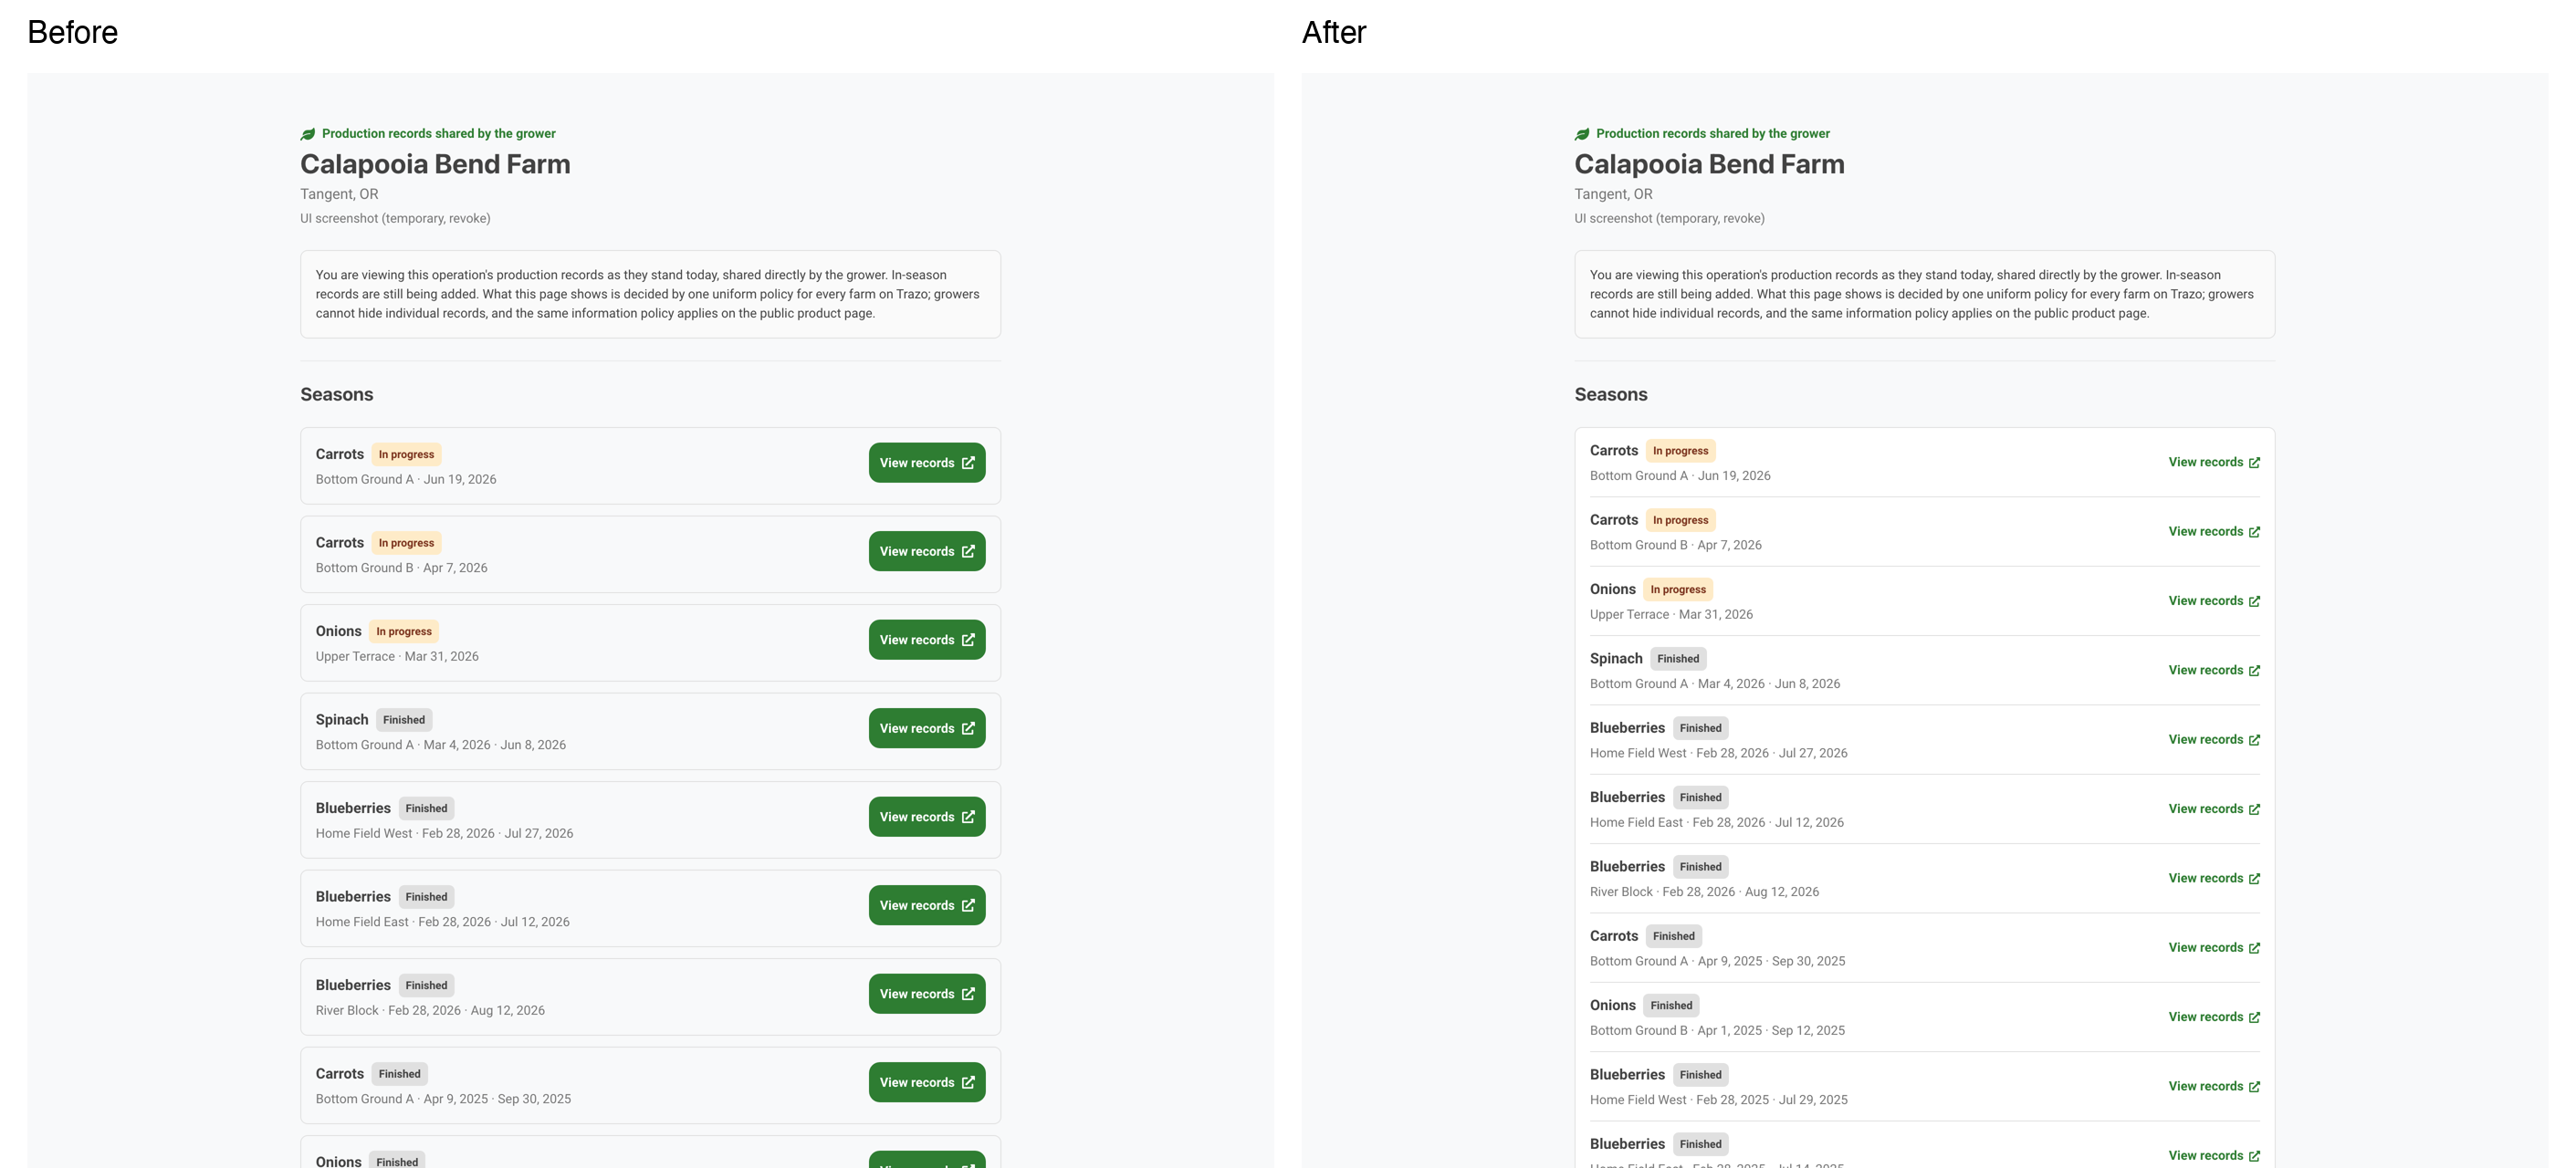 Before
Production records shared by the grower
Calapooia Bend Farm
Tangent, OR
UI screenshot (temporary, revoke)
You are viewing this operation's production records as they stand today, shared directly by the grower. In-season
records are still being added. What this page shows is decided by one uniform policy for every farm on Trazo; growers
cannot hide individual records, and the same information policy applies on the public product page.
Seasons
Carrots In progress
Bottom Ground A · Jun 19, 2026
View records
Carrots In progress
Bottom Ground B · Apr 7, 2026
View records
Onions In progress
Upper Terrace · Mar 31, 2026
View records
Spinach Finished
Bottom Ground A · Mar 4, 2026 · Jun 8, 2026
View records
Blueberries Finished
Home Field West · Feb 28, 2026 · Jul 27, 2026
View records
Blueberries Finished
Home Field East · Feb 28, 2026 · Jul 12, 2026
View records
Blueberries Finished
River Block · Feb 28, 2026 · Aug 12, 2026
View records
Carrots Finished
Bottom Ground A · Apr 9, 2025 · Sep 30, 2025
View records
Onions Finished
After
Production records shared by the grower
Calapooia Bend Farm
Tangent, OR
UI screenshot (temporary, revoke)
You are viewing this operation's production records as they stand today, shared directly by the grower. In-season
records are still being added. What this page shows is decided by one uniform policy for every farm on Trazo; growers
cannot hide individual records, and the same information policy applies on the public product page.
Seasons
Carrots In progress
Bottom Ground A · Jun 19, 2026
View records
Carrots In progress
Bottom Ground B · Apr 7, 2026
View records
Onions In progress
Upper Terrace · Mar 31, 2026
View records
Spinach Finished
Bottom Ground A · Mar 4, 2026 · Jun 8, 2026
View records
Blueberries Finished
Home Field West · Feb 28, 2026 · Jul 27, 2026
View records
Blueberries Finished
Home Field East · Feb 28, 2026 · Jul 12, 2026
View records
Blueberries Finished
River Block · Feb 28, 2026 · Aug 12, 2026
View records
Carrots Finished
Bottom Ground A · Apr 9, 2025 · Sep 30, 2025
View records
Onions Finished
Bottom Ground B · Apr 1, 2025 · Sep 12, 2025
View records
Blueberries Finished
Home Field West · Feb 28, 2025 · Jul 29, 2025
View records
Blueberries Finished
View records